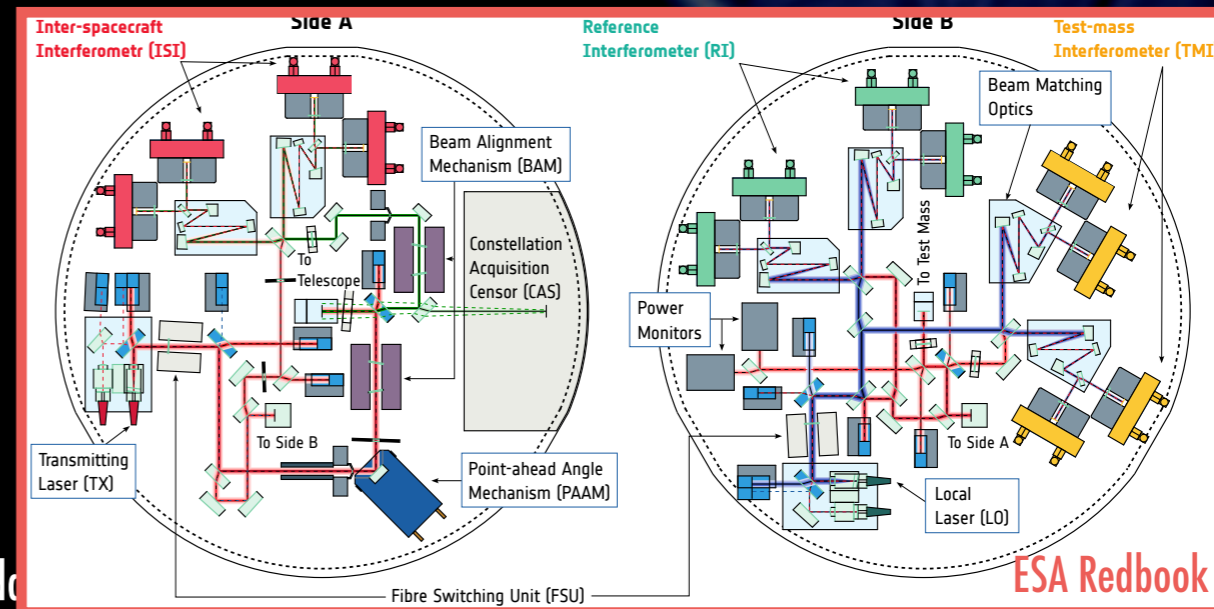 Side A
Side B
Inter-spacecraft
Interferometr (ISI)
Reference
Interferometer (RI)
Test-mass
Interferometer (TMI
Beam Alignment
Mechanism (BAM)
Beam Matching
Optics
Constellation
Acquisition
Censor (CAS)
To
Telescope
To Test Mass
Power
Monitors
To Side B
To Side A
Transmitting
Laser (TX)
Point-ahead Angle
Mechanism (PAAM)
Local
Laser (LO)
Fibre Switching Unit (FSU)
ESA Redbook